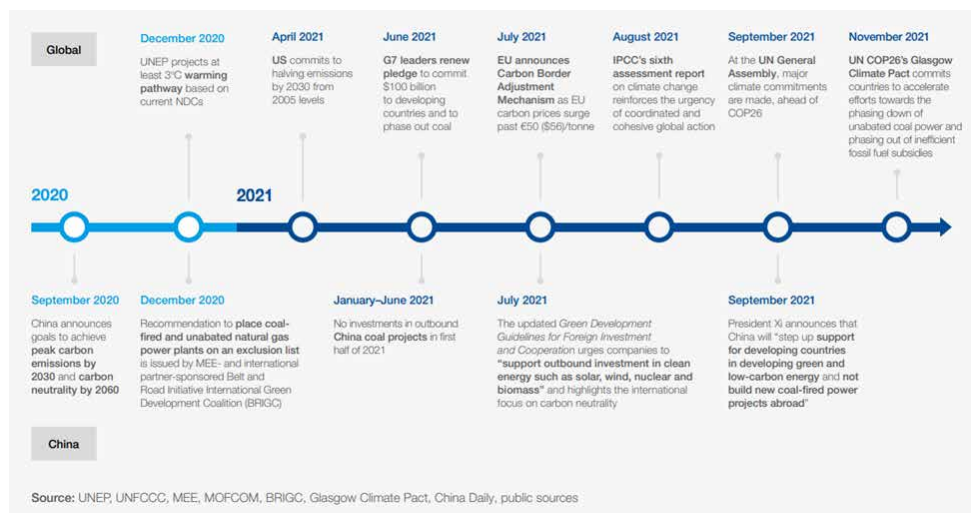 Global
December 2020
UNEP projects at
least 3°C warming
pathway based on
current NDCs
April 2021
US commits to
halving emissions
by 2030 from
2005 levels
June 2021
G7 leaders renew
pledge to commit
$100 billion
to developing
countries and to
phase out coal
July 2021
EU announces
Carbon Border
Adjustment
Mechanism as EU
carbon prices surge
past €50 ($56)/tonne
August 2021
IPCC's sixth
assessment report
on climate change
reinforces the urgency
of coordinated and
cohesive global action
September 2021
At the UN General
Assembly, major
climate commitments
are made, ahead of
COP26
November 2021
UN COP26's Glasgow
Climate Pact commits
countries to accelerate
efforts towards the
phasing down of
unabated coal power and
phasing out of inefficient
fossil fuel subsidies
2020
2021
September 2020
China announces
goals to achieve
peak carbon
emissions by
2030 and carbon
neutrality by 2060
December 2020
Recommendation to place coal-
fired and unabated natural gas
power plants on an exclusion list
is issued by MEE- and international
partner-sponsored Belt and
Road Initiative International Green
Development Coalition (BRIGC)
January–June 2021
No investments in outbound
China coal projects in first
half of 2021
July 2021
The updated Green Development
Guidelines for Foreign Investment
and Cooperation urges companies to
"support outbound investment in clean
energy such as solar, wind, nuclear and
biomass" and highlights the international
focus on carbon neutrality
September 2021
President Xi announces that
China will "step up support
for developing countries
in developing green and
low-carbon energy and not
build new coal-fired power
projects abroad"
China
Source: UNEP, UNFCCC, MEE, MOFCOM, BRIGC, Glasgow Climate Pact, China Daily, public sources